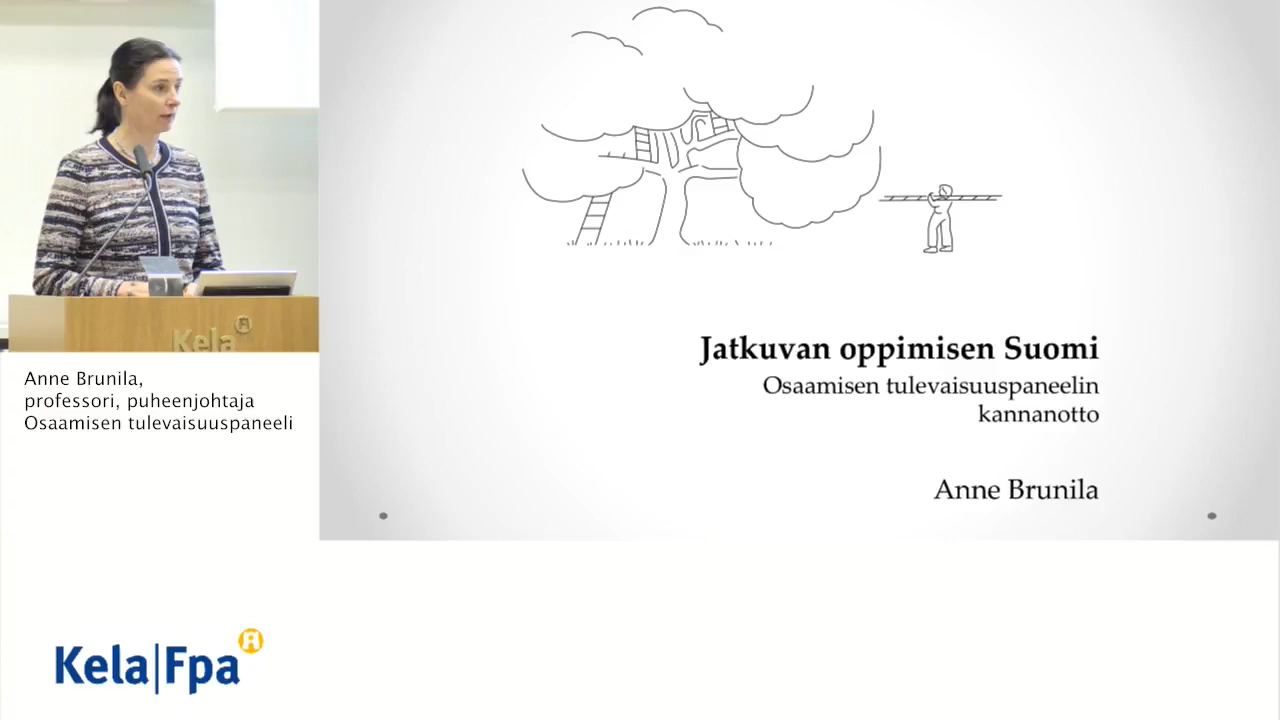 Kela
Anne Brunila,
professori, puheenjohtaja
Osaamisen tulevaisuuspaneeli
Jatkuvan oppimisen Suomi
Osaamisen tulevaisuuspaneelin
kannanotto
Anne Brunila
Kela|Fpa